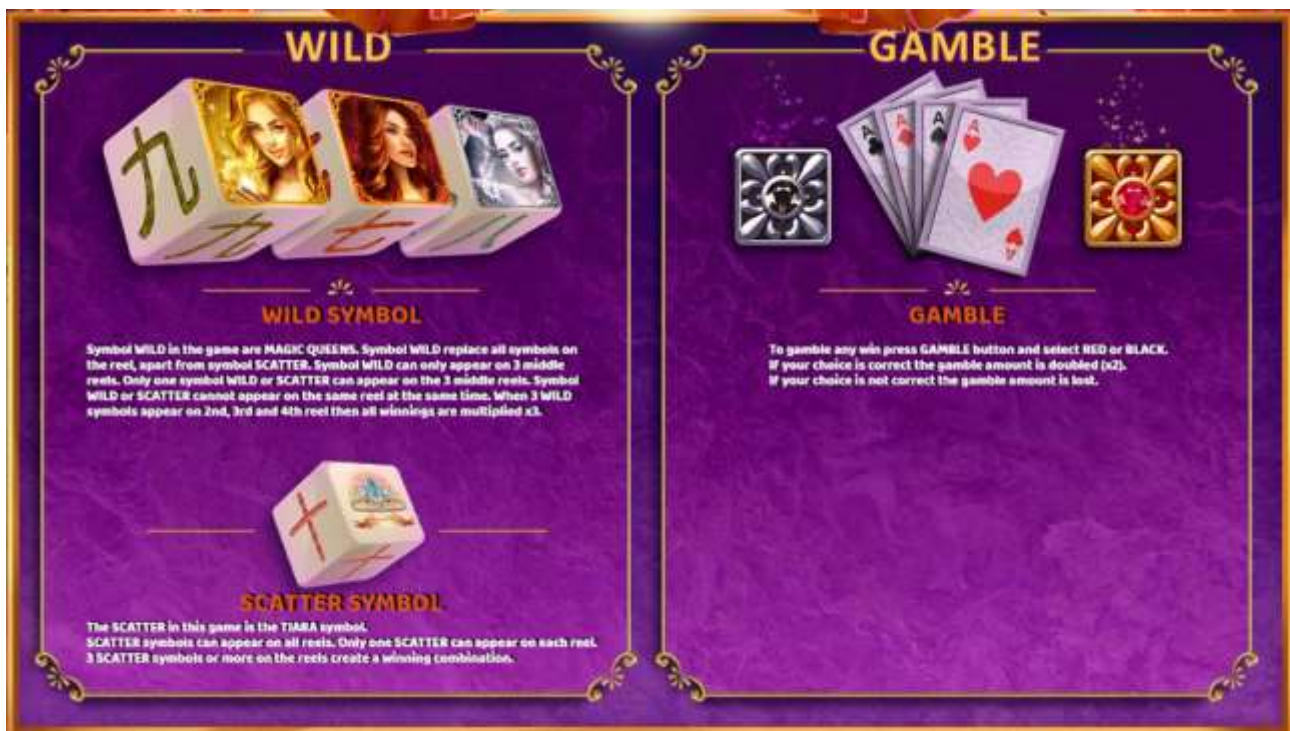 WILD
九
九
七
八
WILD SYMBOL
Symbol WILD in the game are MAGIC QUEENS. Symbol WILD replace all symbols on
the reel, apart from symbol SCATTER. Symbol WILD can only appear on 3 middle
reels. Only one symbol WILD or SCATTER can appear on the 3 middle reels. Symbol
WILD or SCATTER cannot appear on the same reel at the same time. When 3 WILD
symbols appear on 2nd, 3rd and 4th reel then all winnings are multiplied x3.
十
十
SCATTER SYMBOL
The SCATTER in this game is the TIARA symbol.
SCATTER symbols can appear on all reels. Only one SCATTER can appear on each reel.
3 SCATTER symbols or more on the reels create a winning combination.
GAMBLE
A
A
A
A
A
GAMBLE
To gamble any win press GAMBLE button and select RED or BLACK.
If your choice is correct the gamble amount is doubled (x2).
If your choice is not correct the gamble amount is lost.